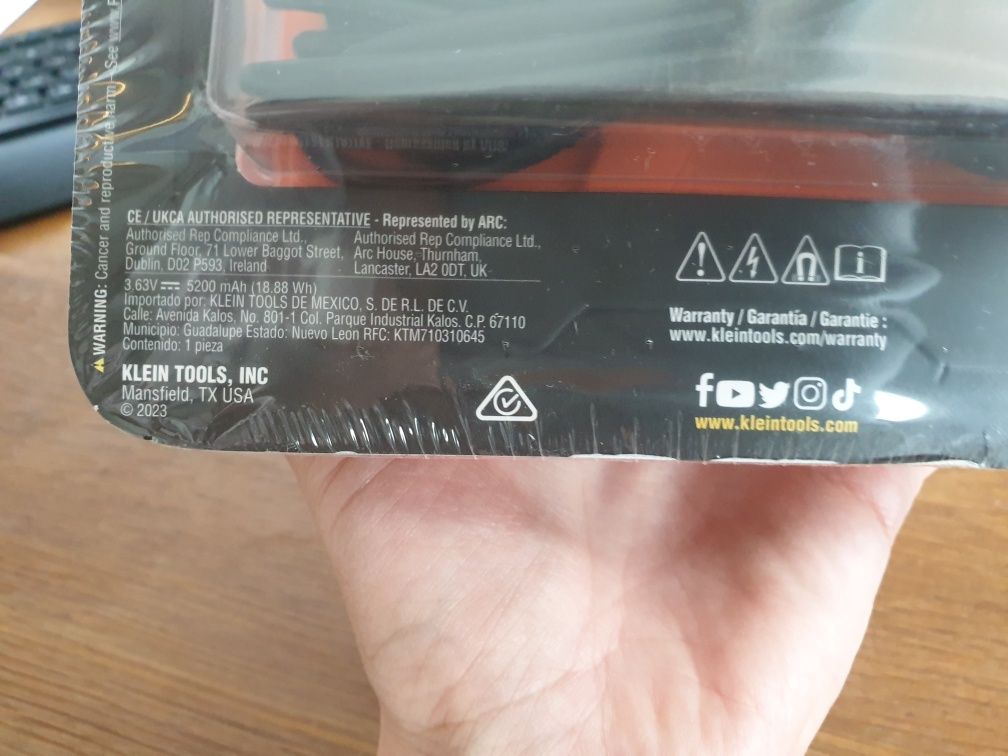 WARNING: Cancer and reproductive harm—See www.
CE / UKCA AUTHORISED REPRESENTATIVE - Represented by ARC:
Authorised Rep Compliance Ltd.,
Ground Floor, 71 Lower Baggot Street,
Dublin, D02 P593, Ireland
Authorised Rep Compliance Ltd.,
Arc House, Thurnham,
Lancaster, LA2 0DT, UK
3.63V 5200 mAh (18.88 Wh)
Importado por: KLEIN TOOLS DE MEXICO, S. DE R.L. DE C.V.
Calle: Avenida Kalos, No. 801-1 Col. Parque Industrial Kalos. C.P. 67110
Municipio: Guadalupe Estado: Nuevo Leon RFC: KTM710310645
Contenido: 1 pieza
KLEIN TOOLS, INC
Mansfield, TX USA
© 2023
Warranty / Garantía / Garantie :
www.kleintools.com/warranty
www.kleintools.com